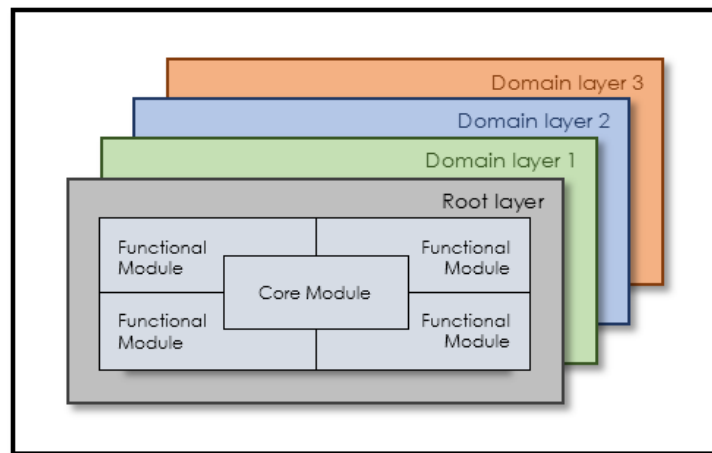 Domain layer 3
Domain layer 2
Domain layer 1
Root layer
Functional
Module
Functional
Module
Core Module
Functional
Module
Functional
Module